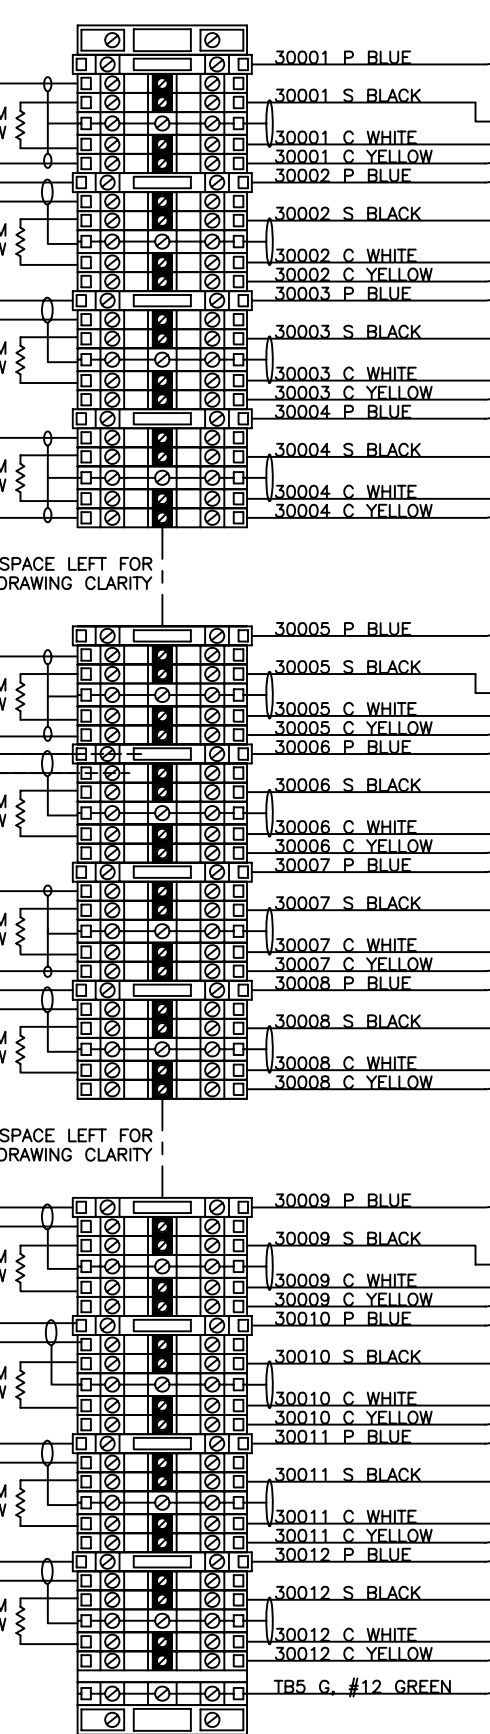 30001 P BLUE
30001 S BLACK
M
W
30001 C WHITE
30001 C YELLOW
30002 P BLUE
30002 S BLACK
M
W
30002 C WHITE
30002 C YELLOW
30003 P BLUE
30003 S BLACK
M
W
30003 C WHITE
30003 C YELLOW
30004 P BLUE
30004 S BLACK
M
W
30004 C WHITE
30004 C YELLOW
SPACE LEFT FOR
DRAWING CLARITY
30005 P BLUE
30005 S BLACK
M
W
30005 C WHITE
30005 C YELLOW
30006 P BLUE
30006 S BLACK
M
W
30006 C WHITE
30006 C YELLOW
30007 P BLUE
30007 S BLACK
M
W
30007 C WHITE
30007 C YELLOW
30008 P BLUE
30008 S BLACK
M
W
30008 C WHITE
30008 C YELLOW
SPACE LEFT FOR
DRAWING CLARITY
30009 P BLUE
30009 S BLACK
M
W
30009 C WHITE
30009 C YELLOW
30010 P BLUE
30010 S BLACK
M
W
30010 C WHITE
30010 C YELLOW
30011 P BLUE
30011 S BLACK
M
W
30011 C WHITE
30011 C YELLOW
30012 P BLUE
30012 S BLACK
M
W
30012 C WHITE
30012 C YELLOW
TB5 G, #12 GREEN